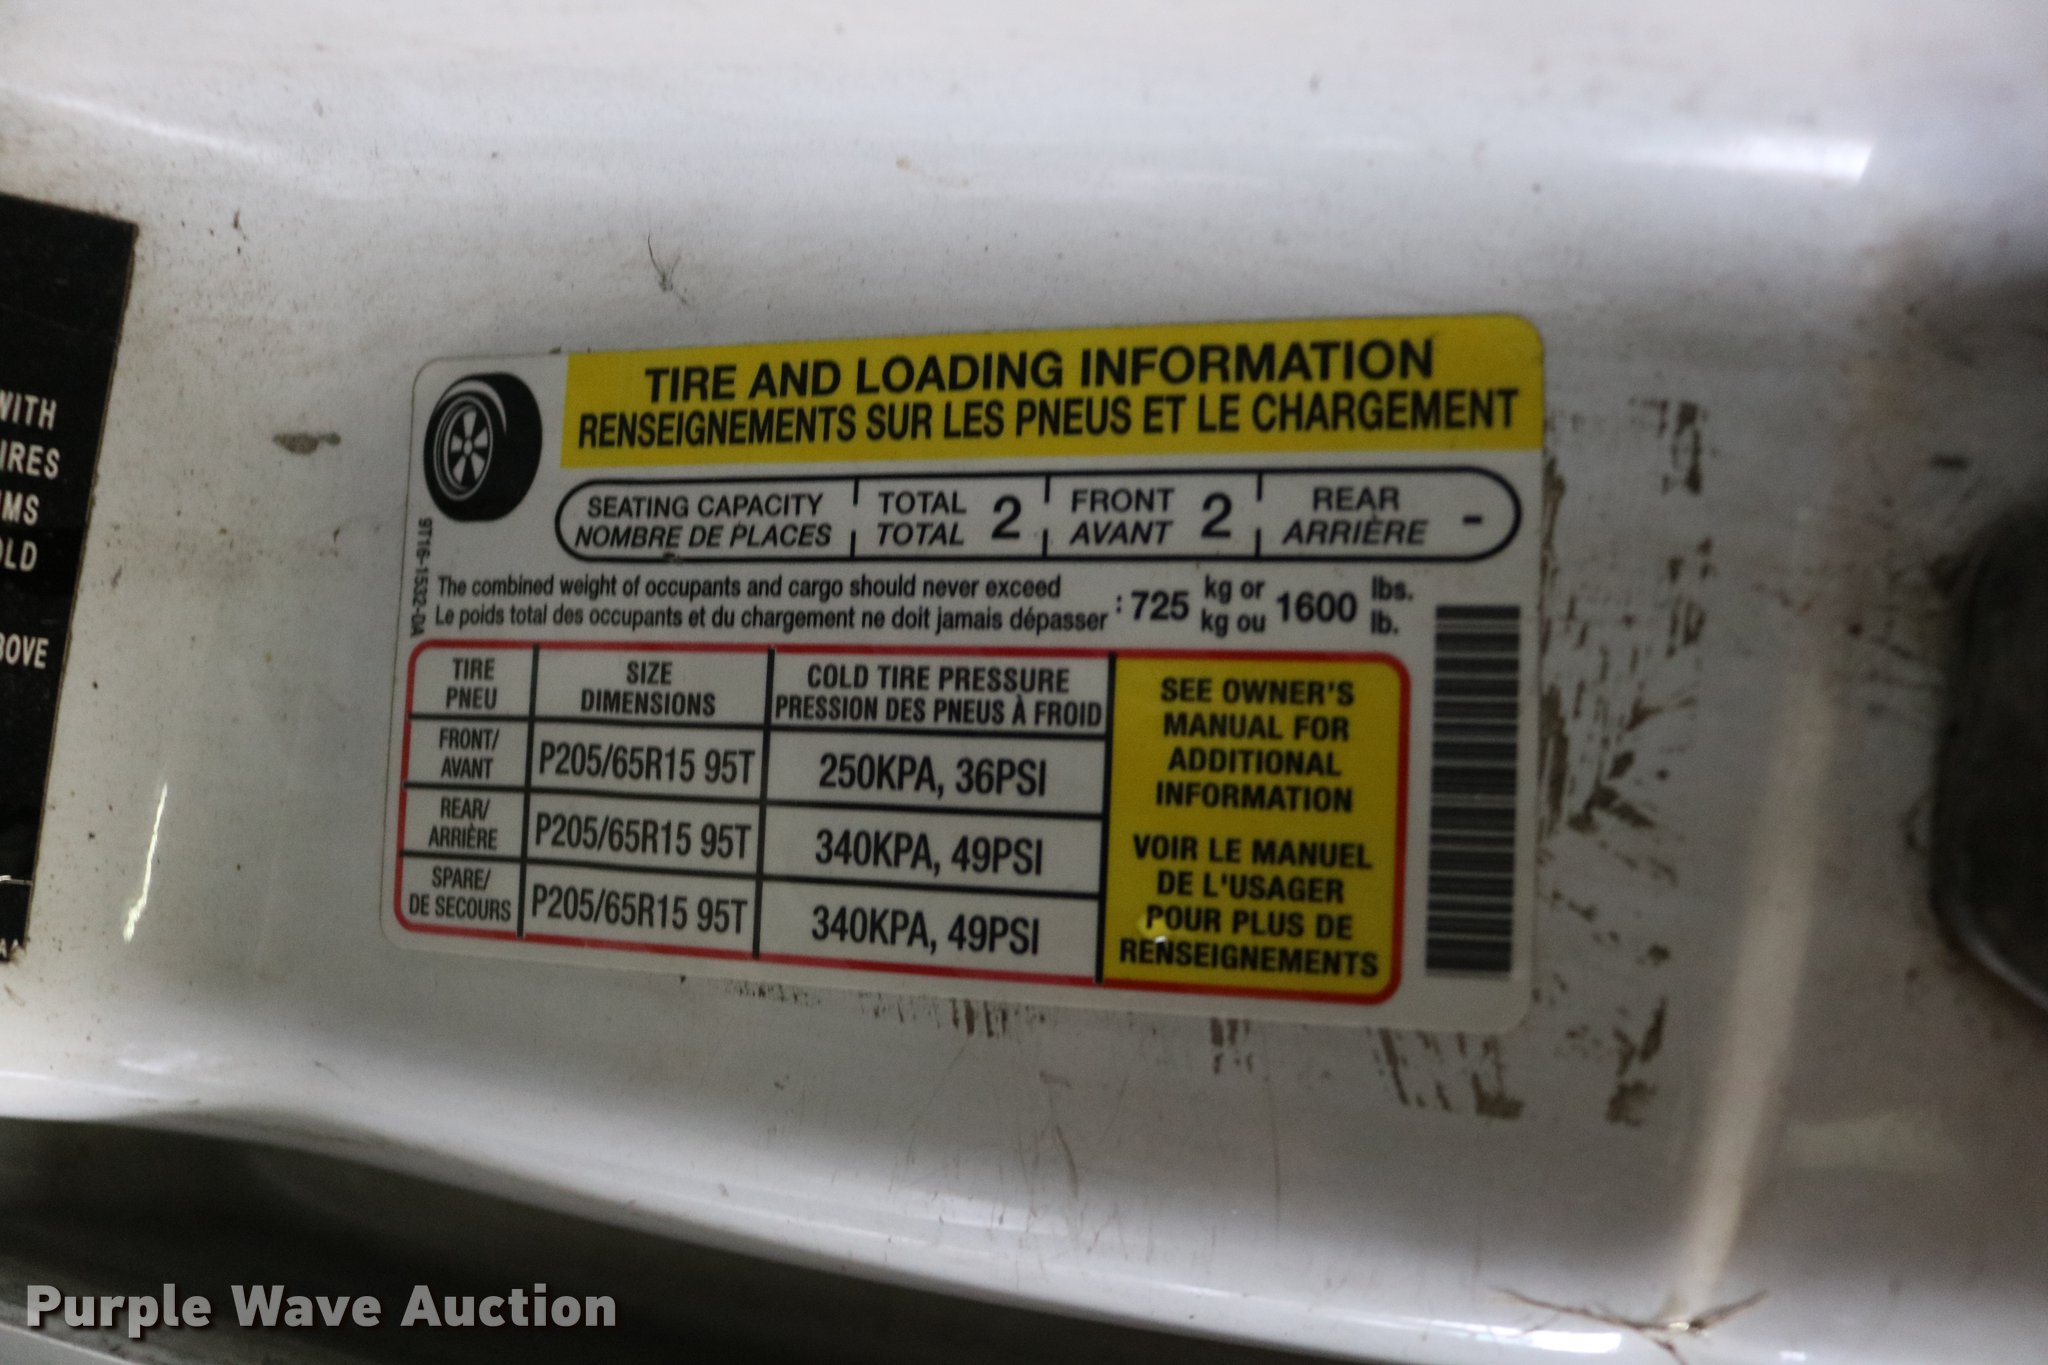 WITH
IRES
IMS
OLD
BOVE
TIRE AND LOADING INFORMATION
RENSEIGNEMENTS SUR LES PNEUS ET LE CHARGEMENT
SEATING CAPACITY TOTAL 2 FRONT 2 REAR -
NOMBRE DE PLACES TOTAL AVANT ARRIÈRE
9T16-1532-DA
The combined weight of occupants and cargo should never exceed : 725 kg or 1600 lbs.
Le poids total des occupants et du chargement ne doit jamais dépasser kg ou lb.
TIRE SIZE COLD TIRE PRESSURE
PNEU DIMENSIONS PRESSION DES PNEUS À FROID
FRONT/
AVANT P205/65R15 95T 250KPA, 36PSI
REAR/
ARRIÈRE P205/65R15 95T 340KPA, 49PSI
SPARE/
DE SECOURS P205/65R15 95T 340KPA, 49PSI
SEE OWNER'S
MANUAL FOR
ADDITIONAL
INFORMATION
VOIR LE MANUEL
DE L'USAGER
POUR PLUS DE
RENSEIGNEMENTS
Purple Wave Auction